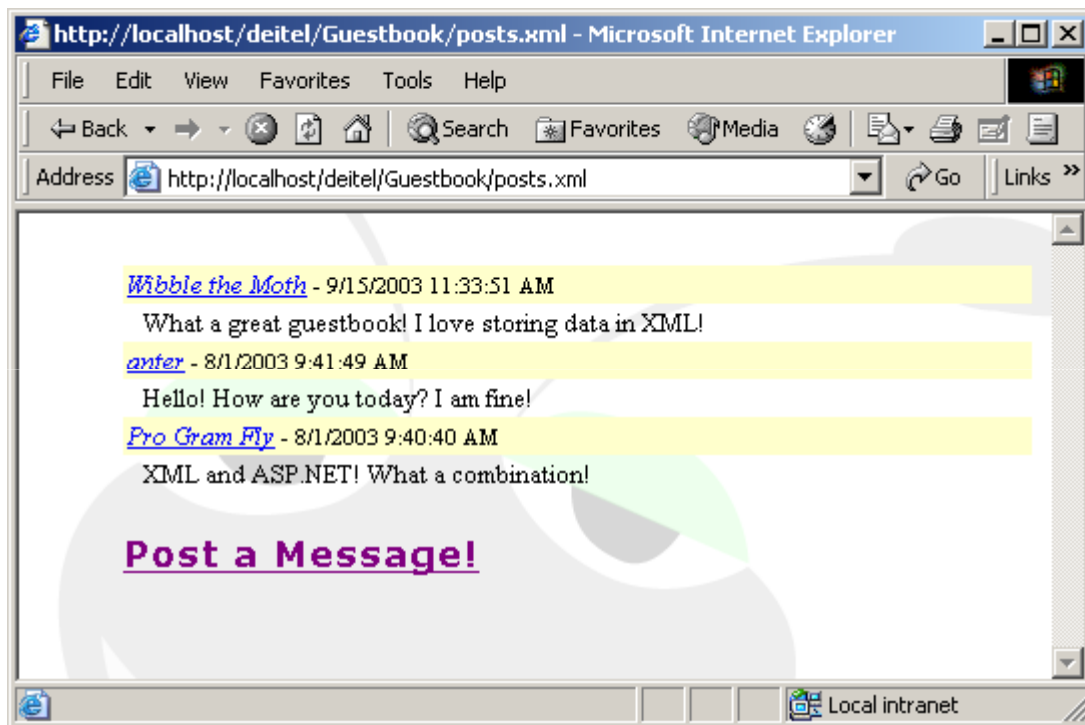 http://localhost/deitel/Guestbook/posts.xml - Microsoft Internet Explorer
File Edit View Favorites Tools Help
Back Search Favorites Media
Address http://localhost/deitel/Guestbook/posts.xml Go Links »
Wibble the Moth - 9/15/2003 11:33:51 AM
What a great guestbook! I love storing data in XML!
anter - 8/1/2003 9:41:49 AM
Hello! How are you today? I am fine!
Pro Gram Fly - 8/1/2003 9:40:40 AM
XML and ASP.NET! What a combination!
Post a Message!
Local intranet